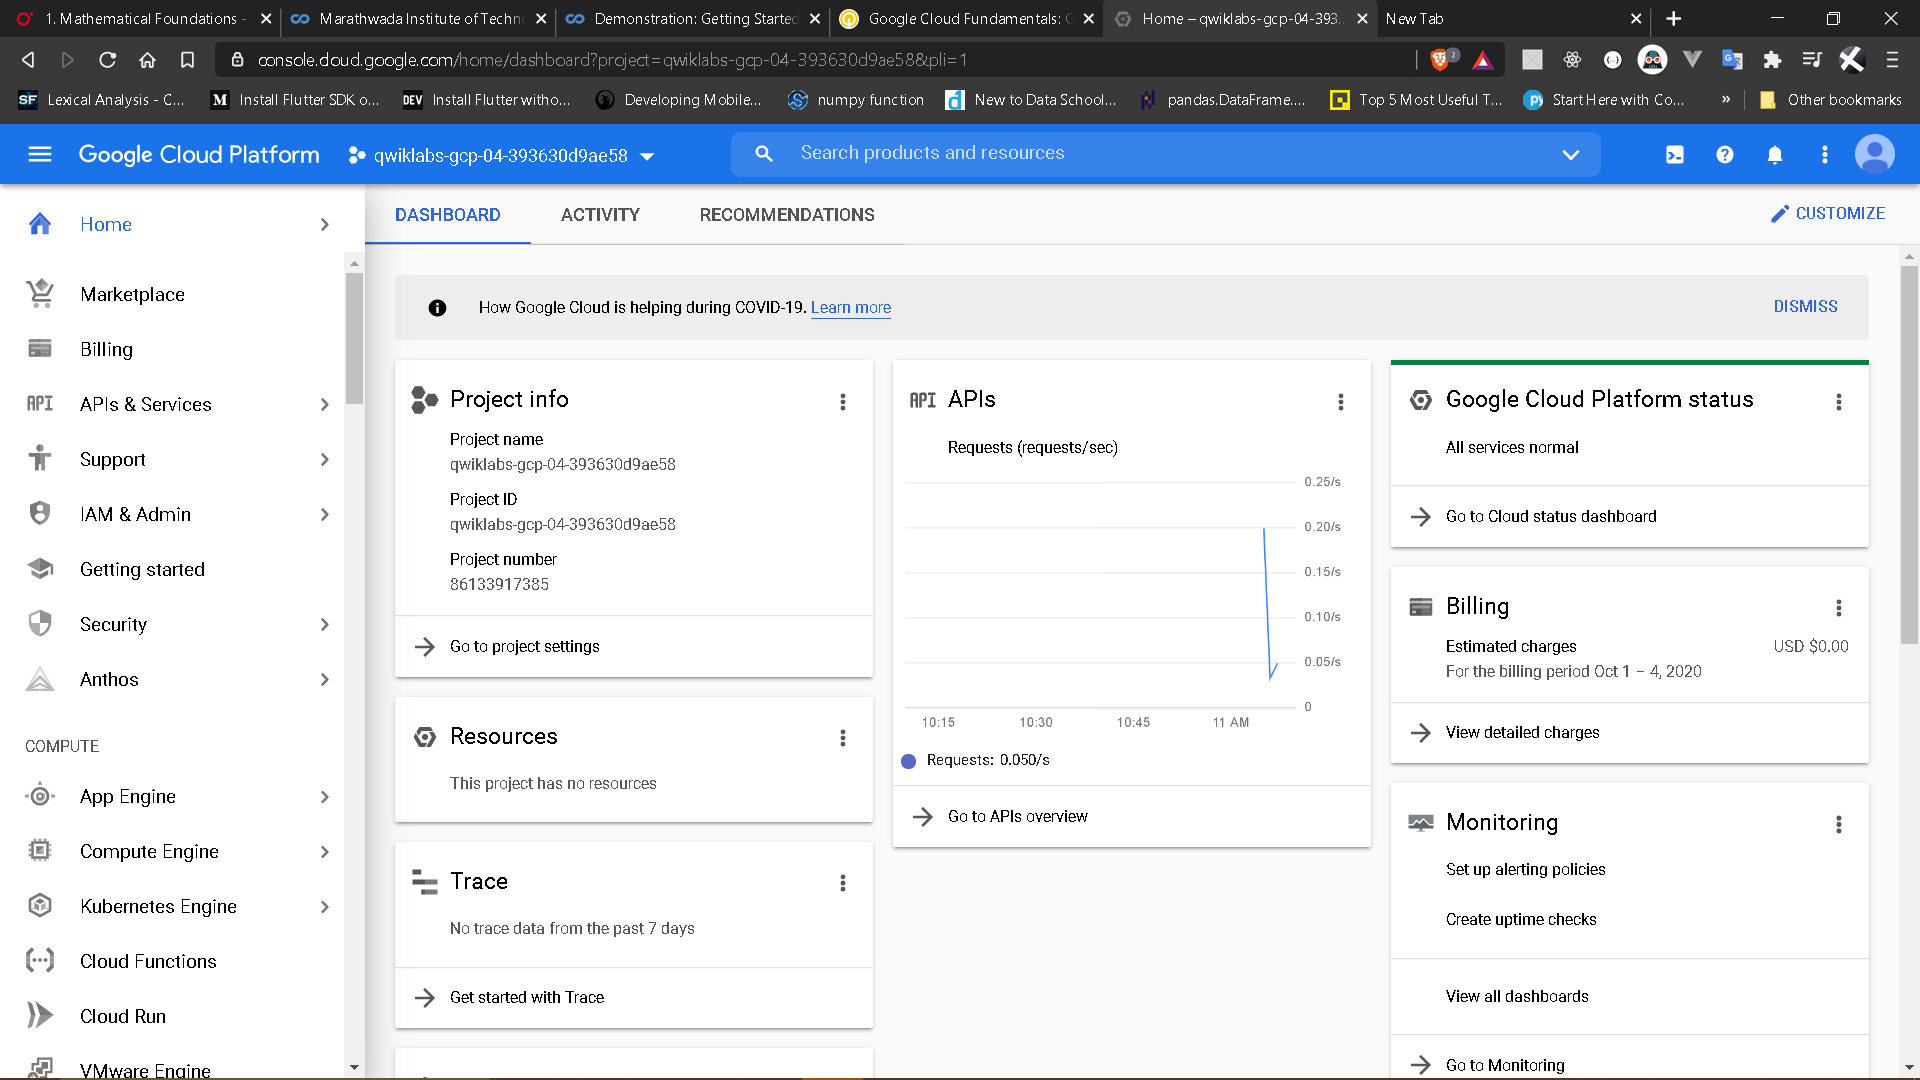 1. Mathematical Foundations -
Marathwada Institute of Techn
Demonstration: Getting Started
Google Cloud Fundamentals: G
Home – qwiklabs-gcp-04-393
New Tab
console.cloud.google.com/home/dashboard?project=qwiklabs-gcp-04-393630d9ae58&pli=1
2
SF Lexical Analysis - C...
M Install Flutter SDK o...
DEV Install Flutter witho...
Developing Mobile...
numpy function
d New to Data School...
pandas.DataFrame....
Top 5 Most Useful T...
Start Here with Co...
»
Other bookmarks
Google Cloud Platform
qwiklabs-gcp-04-393630d9ae58
Search products and resources
Home
Marketplace
Billing
API APIs & Services
Support
IAM & Admin
Getting started
Security
Anthos
COMPUTE
App Engine
Compute Engine
Kubernetes Engine
Cloud Functions
Cloud Run
VMware Engine
DASHBOARD
ACTIVITY
RECOMMENDATIONS
CUSTOMIZE
How Google Cloud is helping during COVID-19. Learn more
DISMISS
Project info
Project name
qwiklabs-gcp-04-393630d9ae58
Project ID
qwiklabs-gcp-04-393630d9ae58
Project number
86133917385
Go to project settings
Resources
This project has no resources
Trace
No trace data from the past 7 days
Get started with Trace
API APIs
Requests (requests/sec)
0.25/s
0.20/s
0.15/s
0.10/s
0.05/s
0
10:15 10:30 10:45 11 AM
Requests: 0.050/s
Go to APIs overview
Google Cloud Platform status
All services normal
Go to Cloud status dashboard
Billing
Estimated charges USD $0.00
For the billing period Oct 1 – 4, 2020
View detailed charges
Monitoring
Set up alerting policies
Create uptime checks
View all dashboards
Go to Monitoring